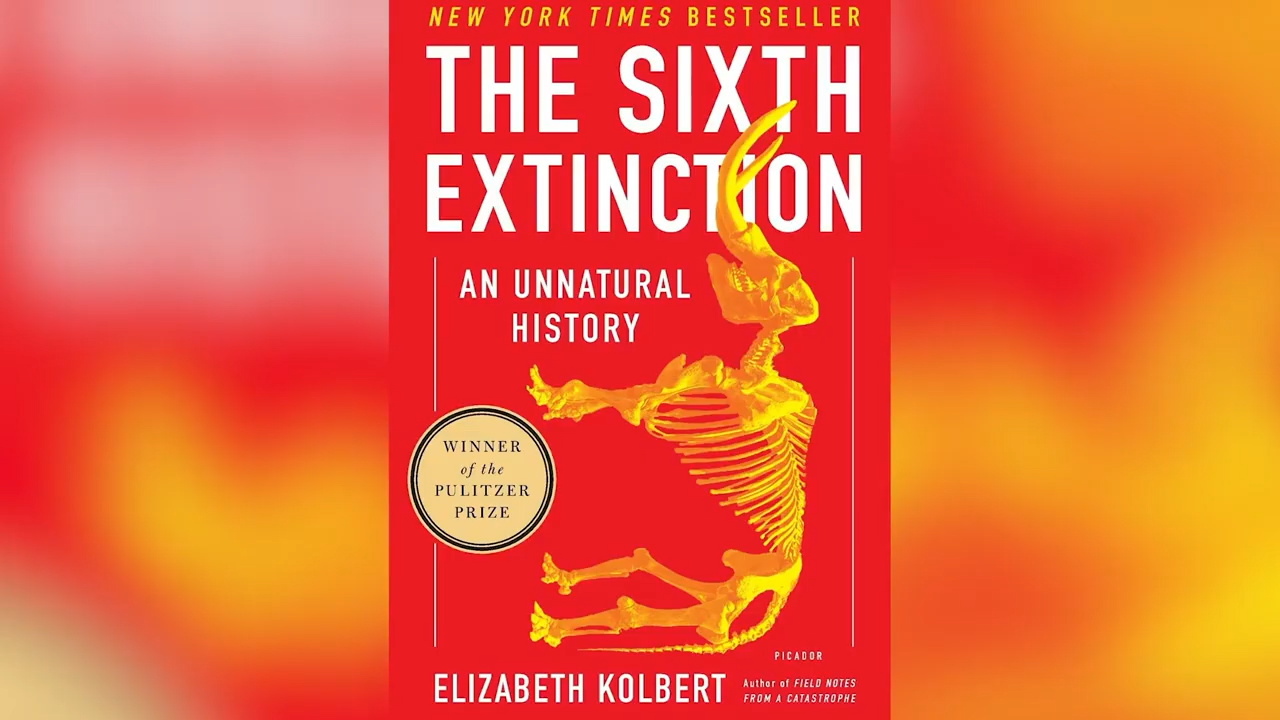 NEW YORK TIMES BESTSELLER
THE SIXTH
EXTINCTION
AN UNNATURAL
HISTORY
WINNER
of the
PULITZER
PRIZE
PICADOR
ELIZABETH KOLBERT
Author of FIELD NOTES
FROM A CATASTROPHE